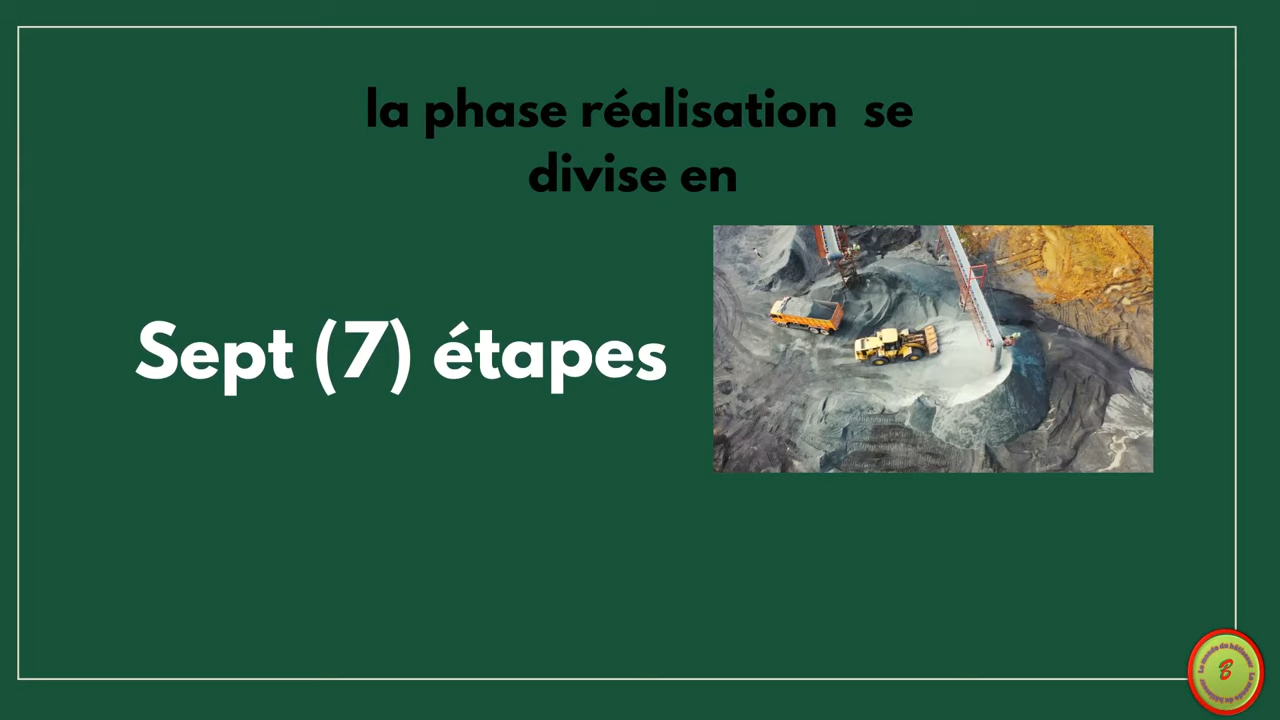 la phase réalisation se
divise en
Sept (7) étapes
B